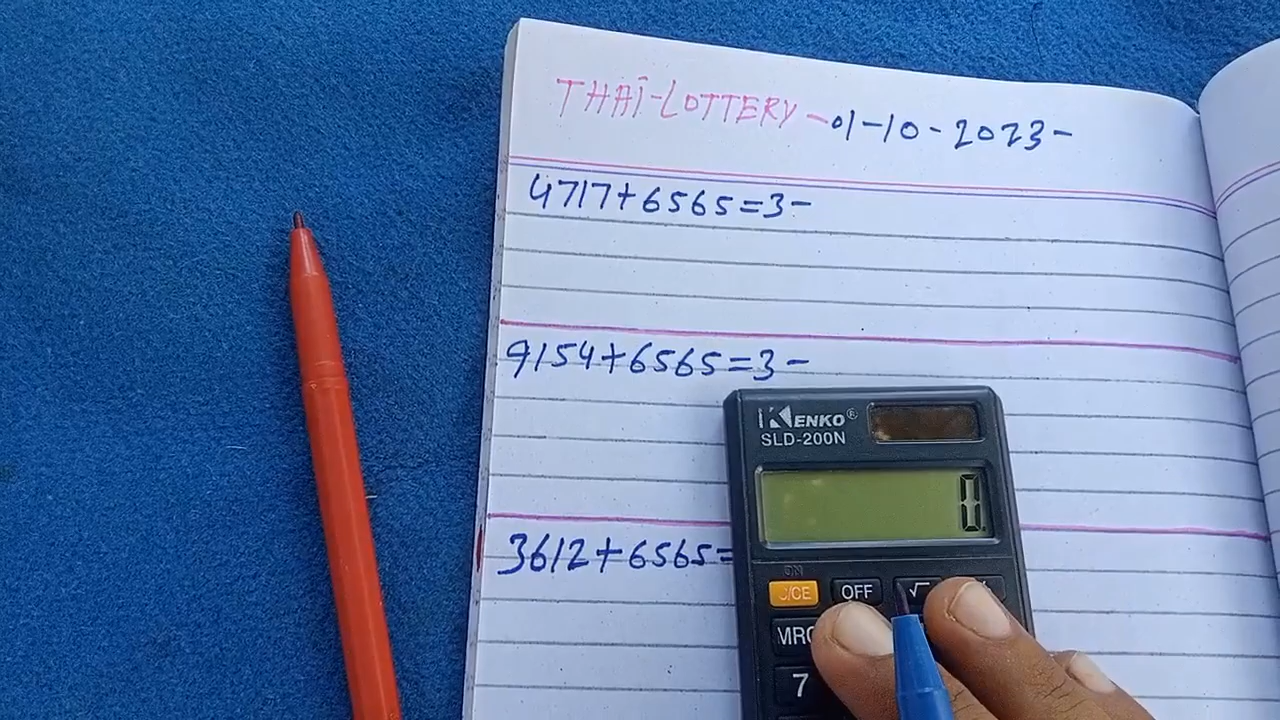 THAI-LOTTERY-01-10-2023-
4717+6565=3-
9154+6565=3-
KENKO®
SLD-200N
0.
3612+6565=
ON
C/CE OFF √
MRC
7